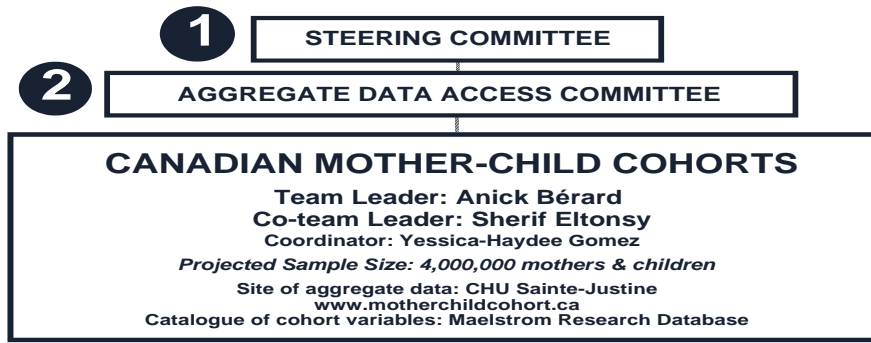 1
STEERING COMMITTEE
2
AGGREGATE DATA ACCESS COMMITTEE
CANADIAN MOTHER-CHILD COHORTS
Team Leader: Anick Bérard
Co-team Leader: Sherif Eltonsy
Coordinator: Yessica-Haydee Gomez
Projected Sample Size: 4,000,000 mothers & children
Site of aggregate data: CHU Sainte-Justine
www.motherchildcohort.ca
Catalogue of cohort variables: Maelstrom Research Database